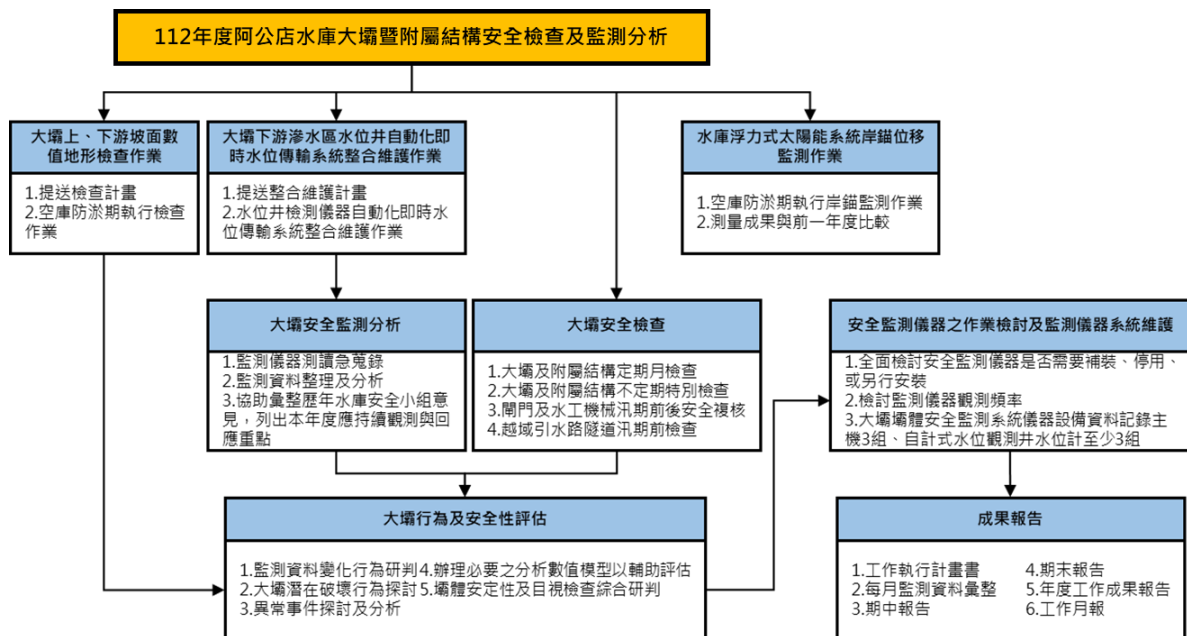 112年度阿公店水庫大壩暨附屬結構安全檢查及監測分析
大壩上、下游坡面數
值地形檢查作業
1.提送檢查計畫
2.空庫防淤期執行檢查
作業
大壩下游滲水區水位井自動化即
時水位傳輸系統整合維護作業
1.提送整合維護計畫
2.水位井檢測儀器自動化即時水
位傳輸系統整合維護作業
水庫浮力式太陽能系統岸錨位移
監測作業
1.空庫防淤期執行岸錨監測作業
2.測量成果與前一年度比較
大壩安全監測分析
1.監測儀器測讀急蒐錄
2.監測資料整理及分析
3.協助彙整歷年水庫安全小組意
見，列出本年度應持續觀測與回
應重點
大壩安全檢查
1.大壩及附屬結構定期月檢查
2.大壩及附屬結構不定期特別檢查
3.閘門及水工機械汛期前後安全複核
4.越域引水路隧道汛期前檢查
安全監測儀器之作業檢討及監測儀器系統維護
1.全面檢討安全監測儀器是否需要補裝、停用、
或另行安裝
2.檢討監測儀器觀測頻率
3.大壩壩體安全監測系統儀器設備資料記錄主
機3組、自計式水位觀測井水位計至少3組
大壩行為及安全性評估
1.監測資料變化行為研判
2.大壩潛在破壞行為探討
3.異常事件探討及分析
4.辦理必要之分析數值模型以輔助評估
5.壩體安定性及目視檢查綜合研判
成果報告
1.工作執行計畫書
2.每月監測資料彙整
3.期中報告
4.期末報告
5.年度工作成果報告
6.工作月報